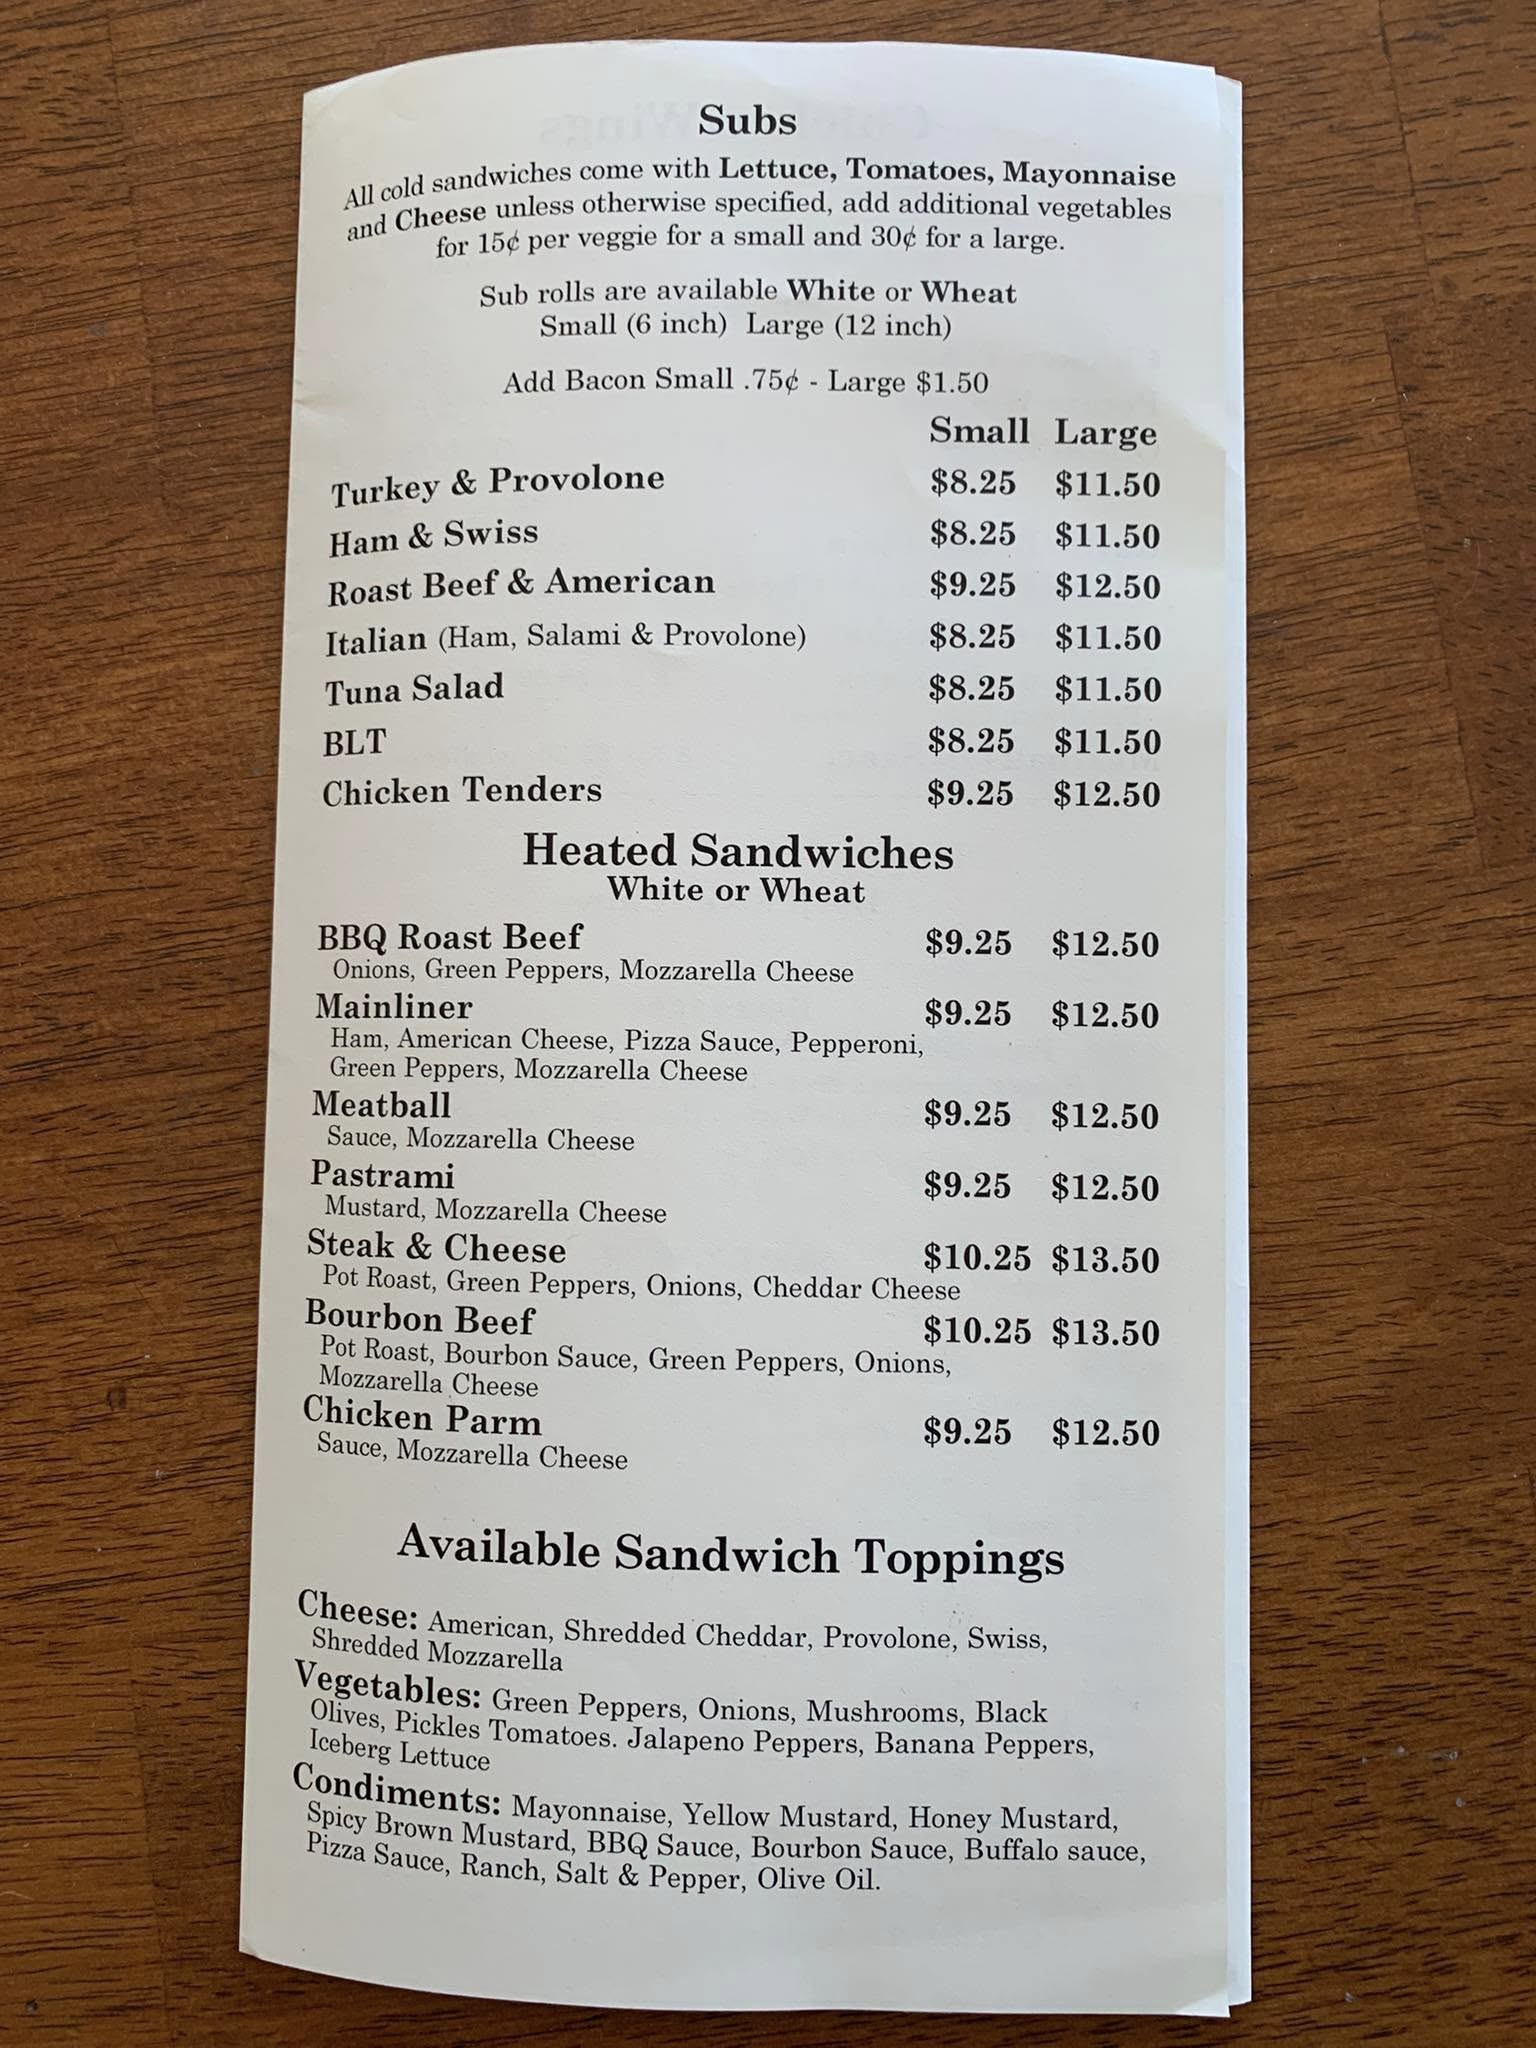 Subs
All cold sandwiches come with Lettuce, Tomatoes, Mayonnaise
and Cheese unless otherwise specified, add additional vegetables
for 15¢ per veggie for a small and 30¢ for a large.
Sub rolls are available White or Wheat
Small (6 inch) Large (12 inch)
Add Bacon Small .75¢ - Large $1.50
Small Large
Turkey & Provolone $8.25 $11.50
Ham & Swiss $8.25 $11.50
Roast Beef & American $9.25 $12.50
Italian (Ham, Salami & Provolone) $8.25 $11.50
Tuna Salad $8.25 $11.50
BLT $8.25 $11.50
Chicken Tenders $9.25 $12.50
Heated Sandwiches
White or Wheat
BBQ Roast Beef $9.25 $12.50
Onions, Green Peppers, Mozzarella Cheese
Mainliner $9.25 $12.50
Ham, American Cheese, Pizza Sauce, Pepperoni,
Green Peppers, Mozzarella Cheese
Meatball $9.25 $12.50
Sauce, Mozzarella Cheese
Pastrami $9.25 $12.50
Mustard, Mozzarella Cheese
Steak & Cheese $10.25 $13.50
Pot Roast, Green Peppers, Onions, Cheddar Cheese
Bourbon Beef $10.25 $13.50
Pot Roast, Bourbon Sauce, Green Peppers, Onions,
Mozzarella Cheese
Chicken Parm $9.25 $12.50
Sauce, Mozzarella Cheese
Available Sandwich Toppings
Cheese: American, Shredded Cheddar, Provolone, Swiss,
Shredded Mozzarella
Vegetables: Green Peppers, Onions, Mushrooms, Black
Olives, Pickles Tomatoes. Jalapeno Peppers, Banana Peppers,
Iceberg Lettuce
Condiments: Mayonnaise, Yellow Mustard, Honey Mustard,
Spicy Brown Mustard, BBQ Sauce, Bourbon Sauce, Buffalo sauce,
Pizza Sauce, Ranch, Salt & Pepper, Olive Oil.